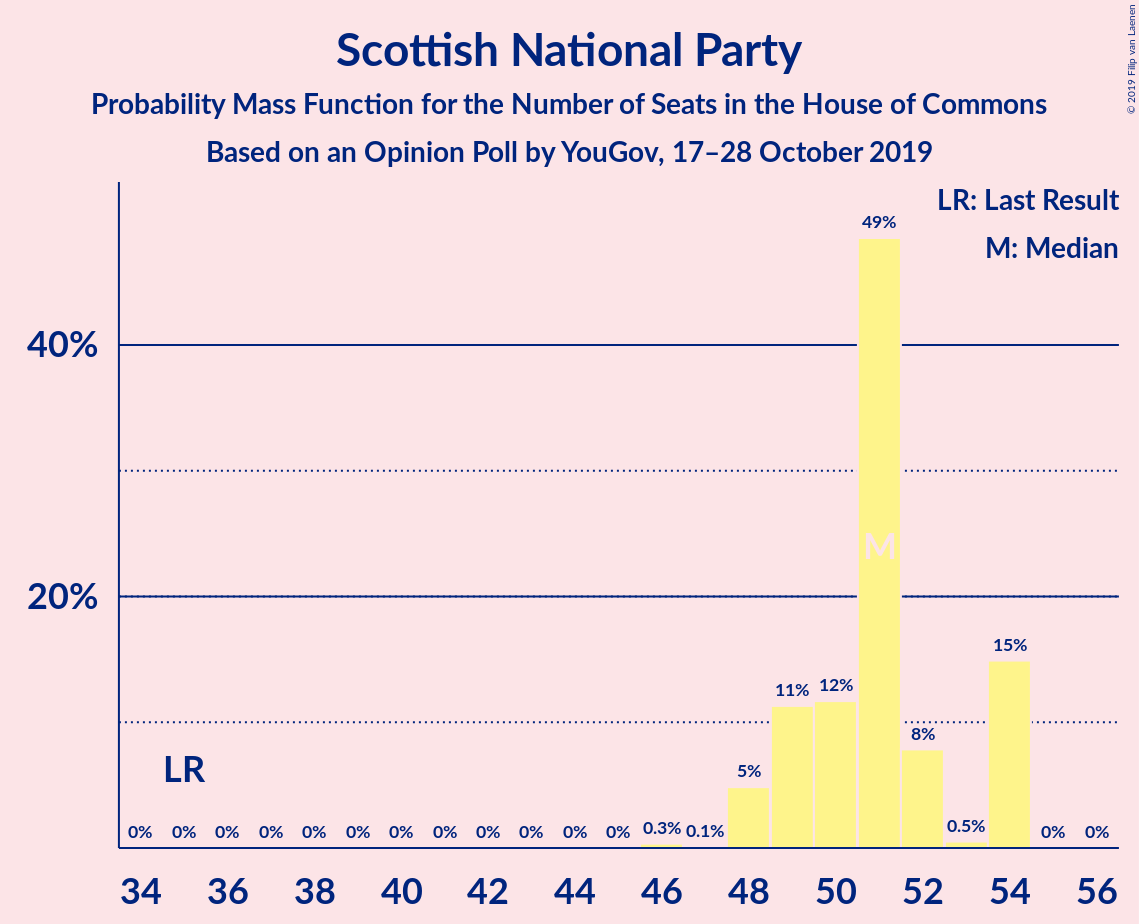 Scottish National Party
Probability Mass Function for the Number of Seats in the House of Commons
Based on an Opinion Poll by YouGov, 17–28 October 2019
© 2019 Filip van Laenen
LR: Last Result
M: Median
49%
40%
M
20%
15%
11%
12%
8%
5%
LR
0% 0% 0% 0% 0% 0% 0% 0% 0% 0% 0% 0% 0.3% 0.1% 0.5% 0% 0%
34 36 38 40 42 44 46 48 50 52 54 56